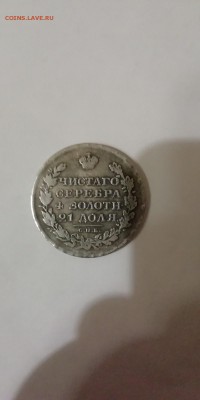 COINS.LAVE.RU
ЧИСТАГО
СЕРЕБРА
4 ЗОЛОТН
21 ДОЛЯ
С.П.Б.